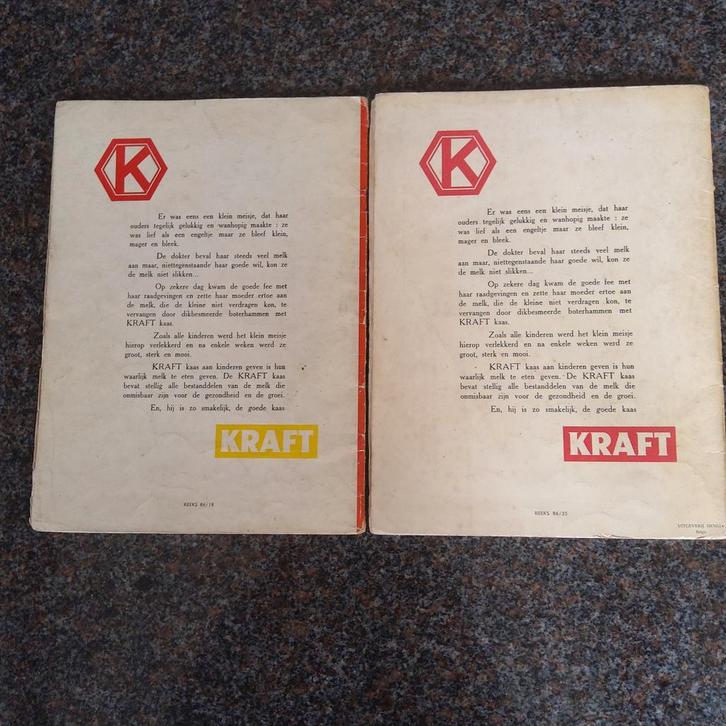 K
Er was eens een klein meisje, dat haar
ouders tegelijk gelukkig en wanhopig maakte : ze
was lief als een engeltje maar ze bleef klein,
mager en bleek.
De dokter beval haar steeds veel melk
aan maar, niettegenstaande haar goede wil, kon ze
de melk niet slikken...
Op zekere dag kwam de goede fee met
haar raadgevingen en zette haar moeder ertoe aan
de melk, die de kleine niet verdragen kon, te
vervangen door dikbesmeerde boterhammen met
KRAFT kaas.
Zoals alle kinderen werd het klein meisje
hierop verlekkerd en na enkele weken werd ze
groot, sterk en mooi.
KRAFT kaas aan kinderen geven is hun
waarlijk melk te eten geven. De KRAFT kaas
bevat stellig alle bestanddelen van de melk die
onmisbaar zijn voor de gezondheid en de groei.
En, hij is zo smakelijk, de goede kaas
KRAFT
REEKS R6/18
K
Er was eens een klein meisje, dat haar
ouders tegelijk gelukkig en wanhopig maakte : ze
was lief als een engeltje maar ze bleef klein,
mager en bleek.
De dokter beval haar steeds veel melk
aan maar, niettegenstaande haar goede wil, kon ze
de melk niet slikken...
Op zekere dag kwam de goede fee met
haar raadgevingen en zette haar moeder ertoe aan
de melk, die de kleine niet verdragen kon, te
vervangen door dikbesmeerde boterhammen met
KRAFT kaas.
Zoals alle kinderen werd het klein meisje
hierop verlekkerd en na enkele weken werd ze
groot, sterk en mooi.
KRAFT kaas aan kinderen geven is hun
waarlijk melk te eten geven. De KRAFT kaas
bevat stellig alle bestanddelen van de melk die
onmisbaar zijn voor de gezondheid en de groei.
En, hij is zo smakelijk, de goede kaas
KRAFT
REEKS R6/35
UITGEVERIJ
België